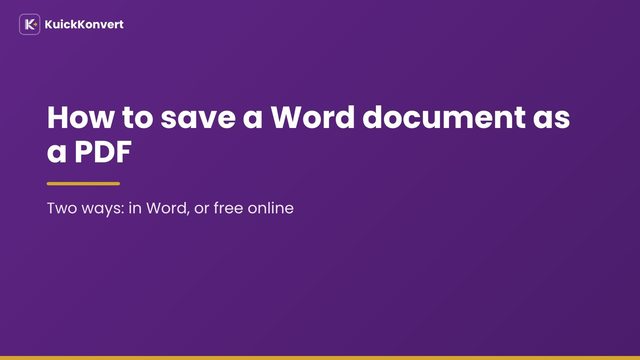 KuickKonvert
How to save a Word document as
a PDF
Two ways: in Word, or free online